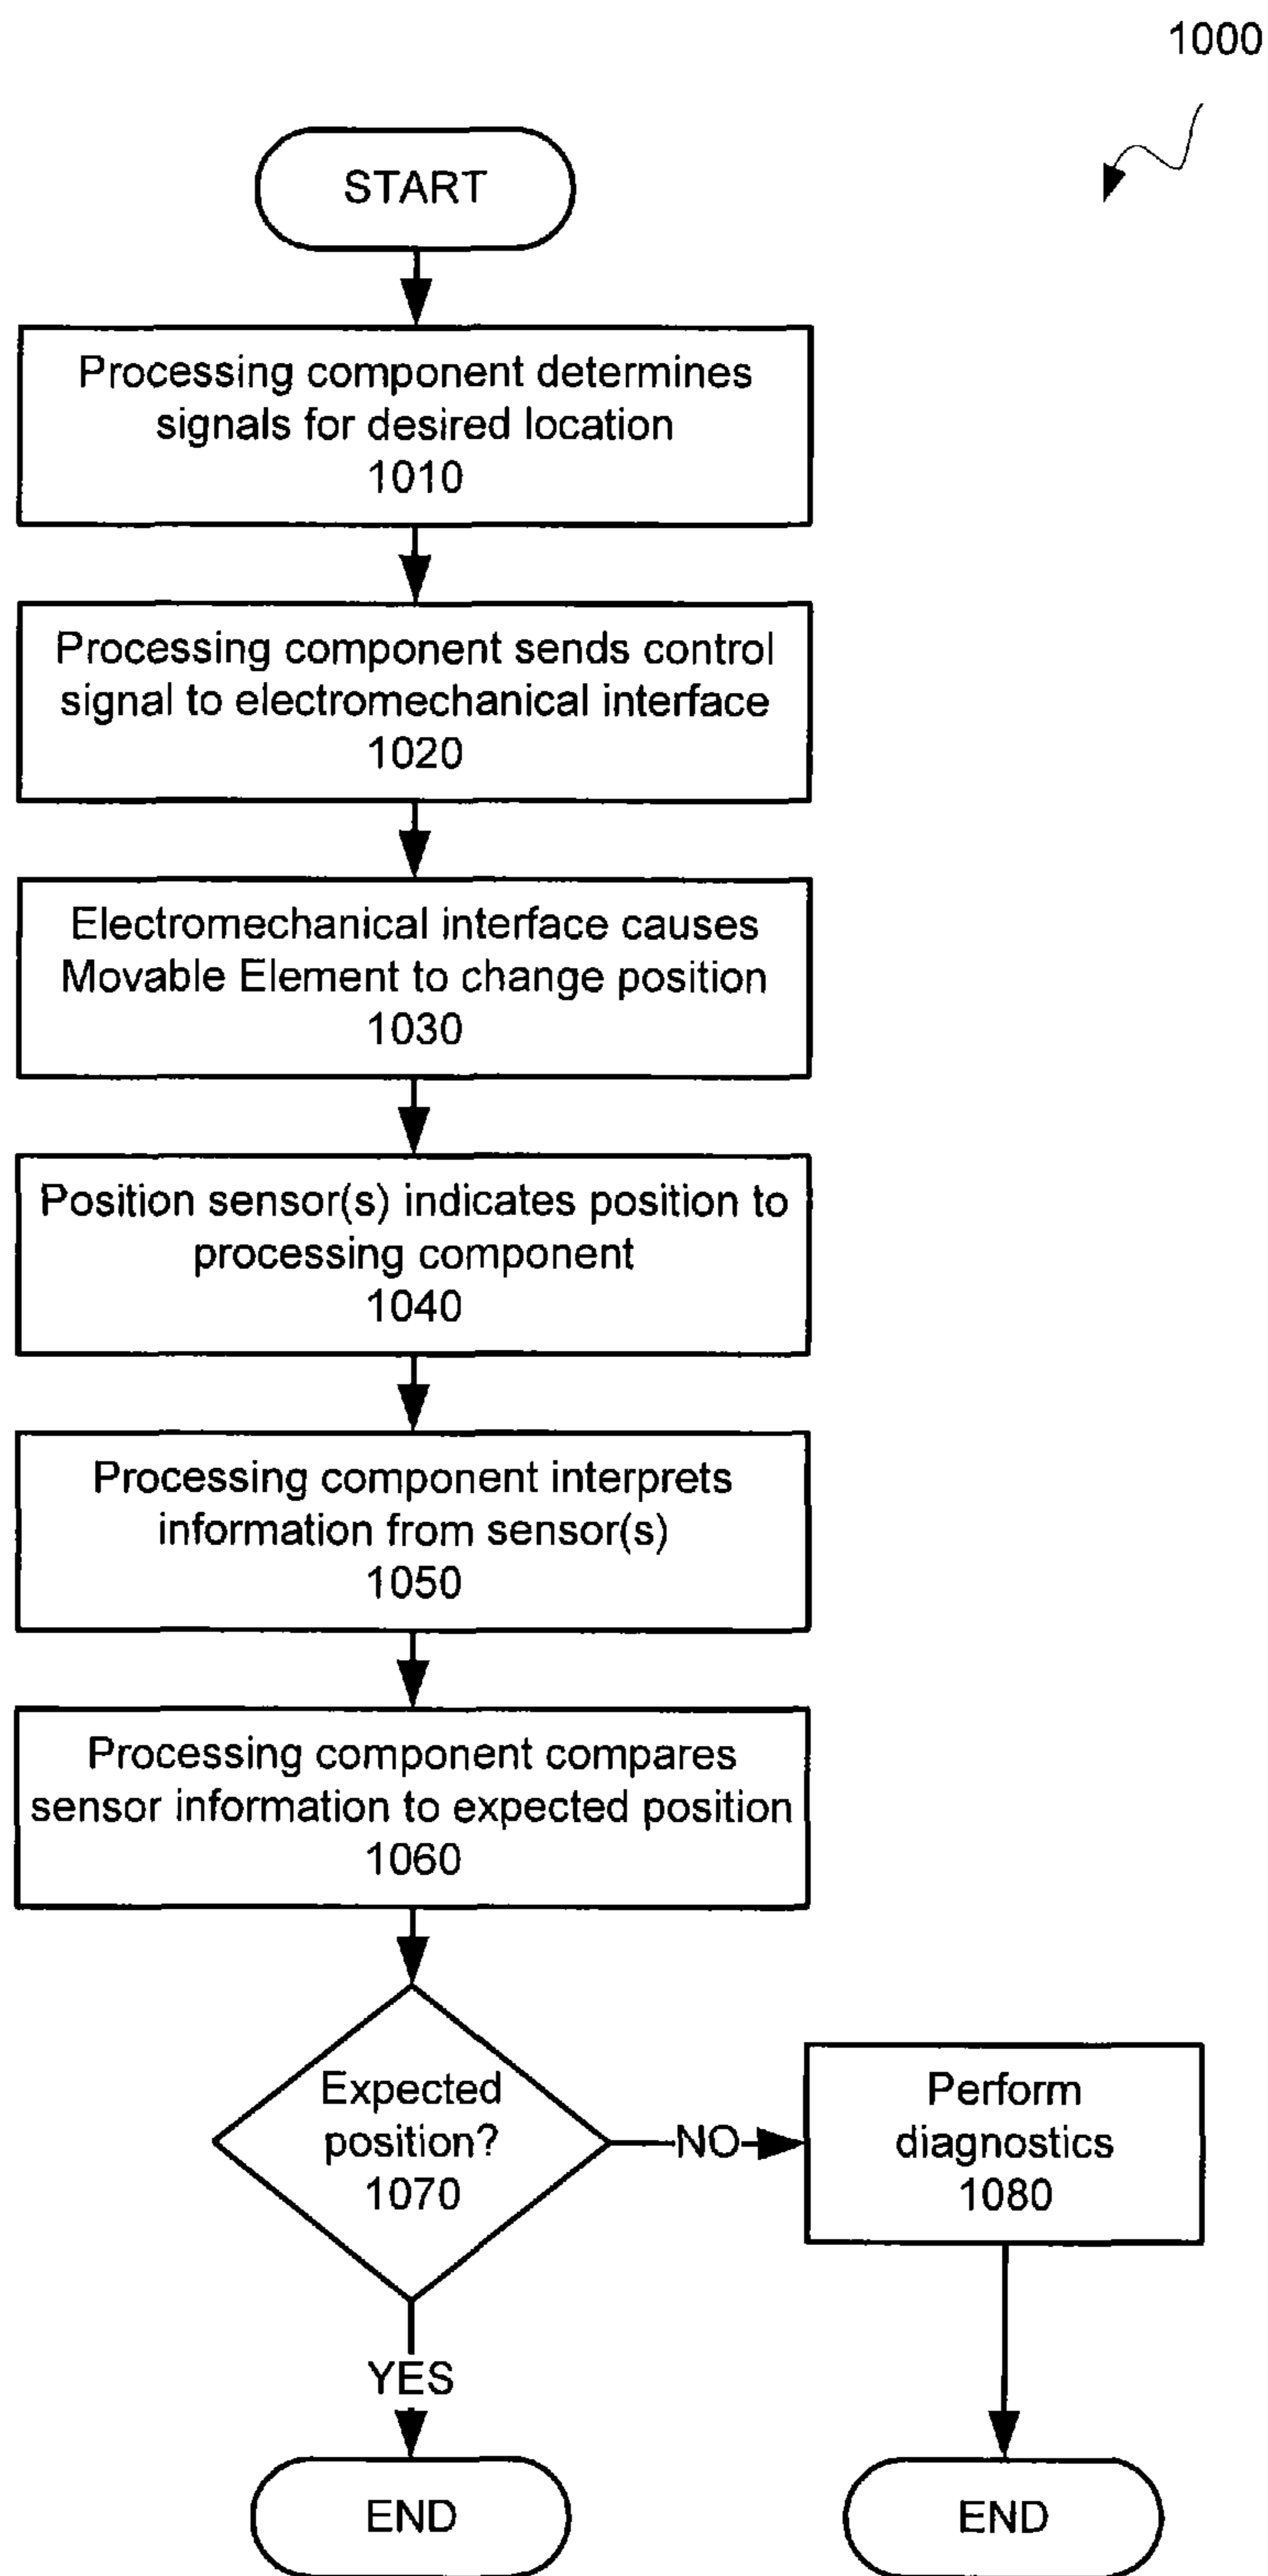 1000
START
Processing component determines
signals for desired location
1010
Processing component sends control
signal to electromechanical interface
1020
Electromechanical interface causes
Movable Element to change position
1030
Position sensor(s) indicates position to
processing component
1040
Processing component interprets
information from sensor(s)
1050
Processing component compares
sensor information to expected position
1060
Expected
position?
1070
NO
Perform
diagnostics
1080
YES
END
END